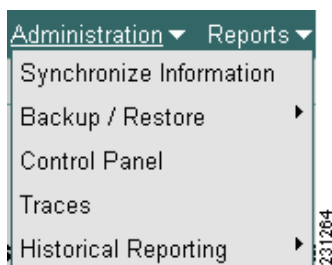 Administration Reports
Synchronize Information
Backup / Restore
Control Panel
Traces
Historical Reporting
231264